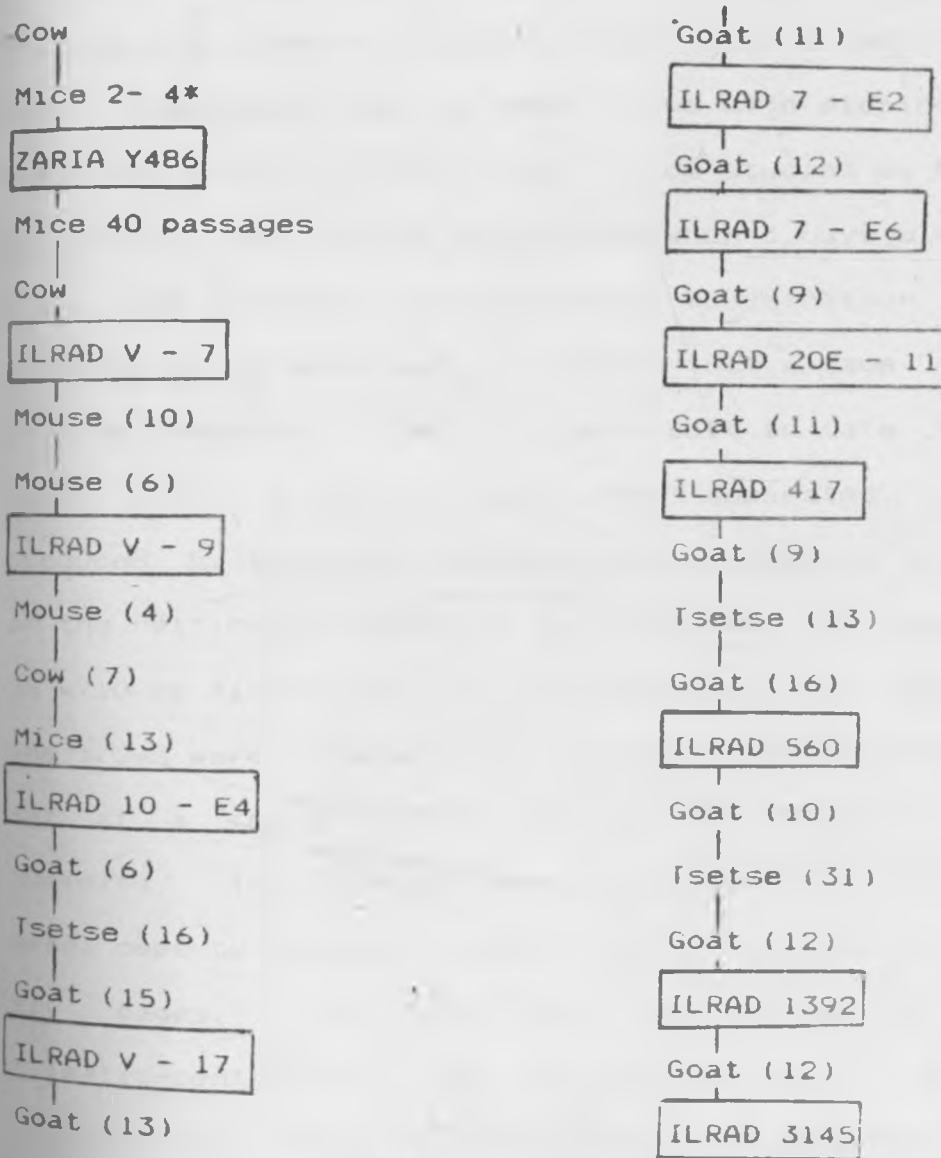 Cow
Mice 2- 4*
ZARIA Y486
Mice 40 passages
Cow
ILRAD V - 7
Mouse (10)
Mouse (6)
ILRAD V - 9
Mouse (4)
Cow (7)
Mice (13)
ILRAD 10 - E4
Goat (6)
Tsetse (16)
Goat (15)
ILRAD V - 17
Goat (13)
Goat (11)
ILRAD 7 - E2
Goat (12)
ILRAD 7 - E6
Goat (9)
ILRAD 20E - 11
Goat (11)
ILRAD 417
Goat (9)
Tsetse (13)
Goat (16)
ILRAD 560
Goat (10)
Tsetse (31)
Goat (12)
ILRAD 1392
Goat (12)
ILRAD 3145